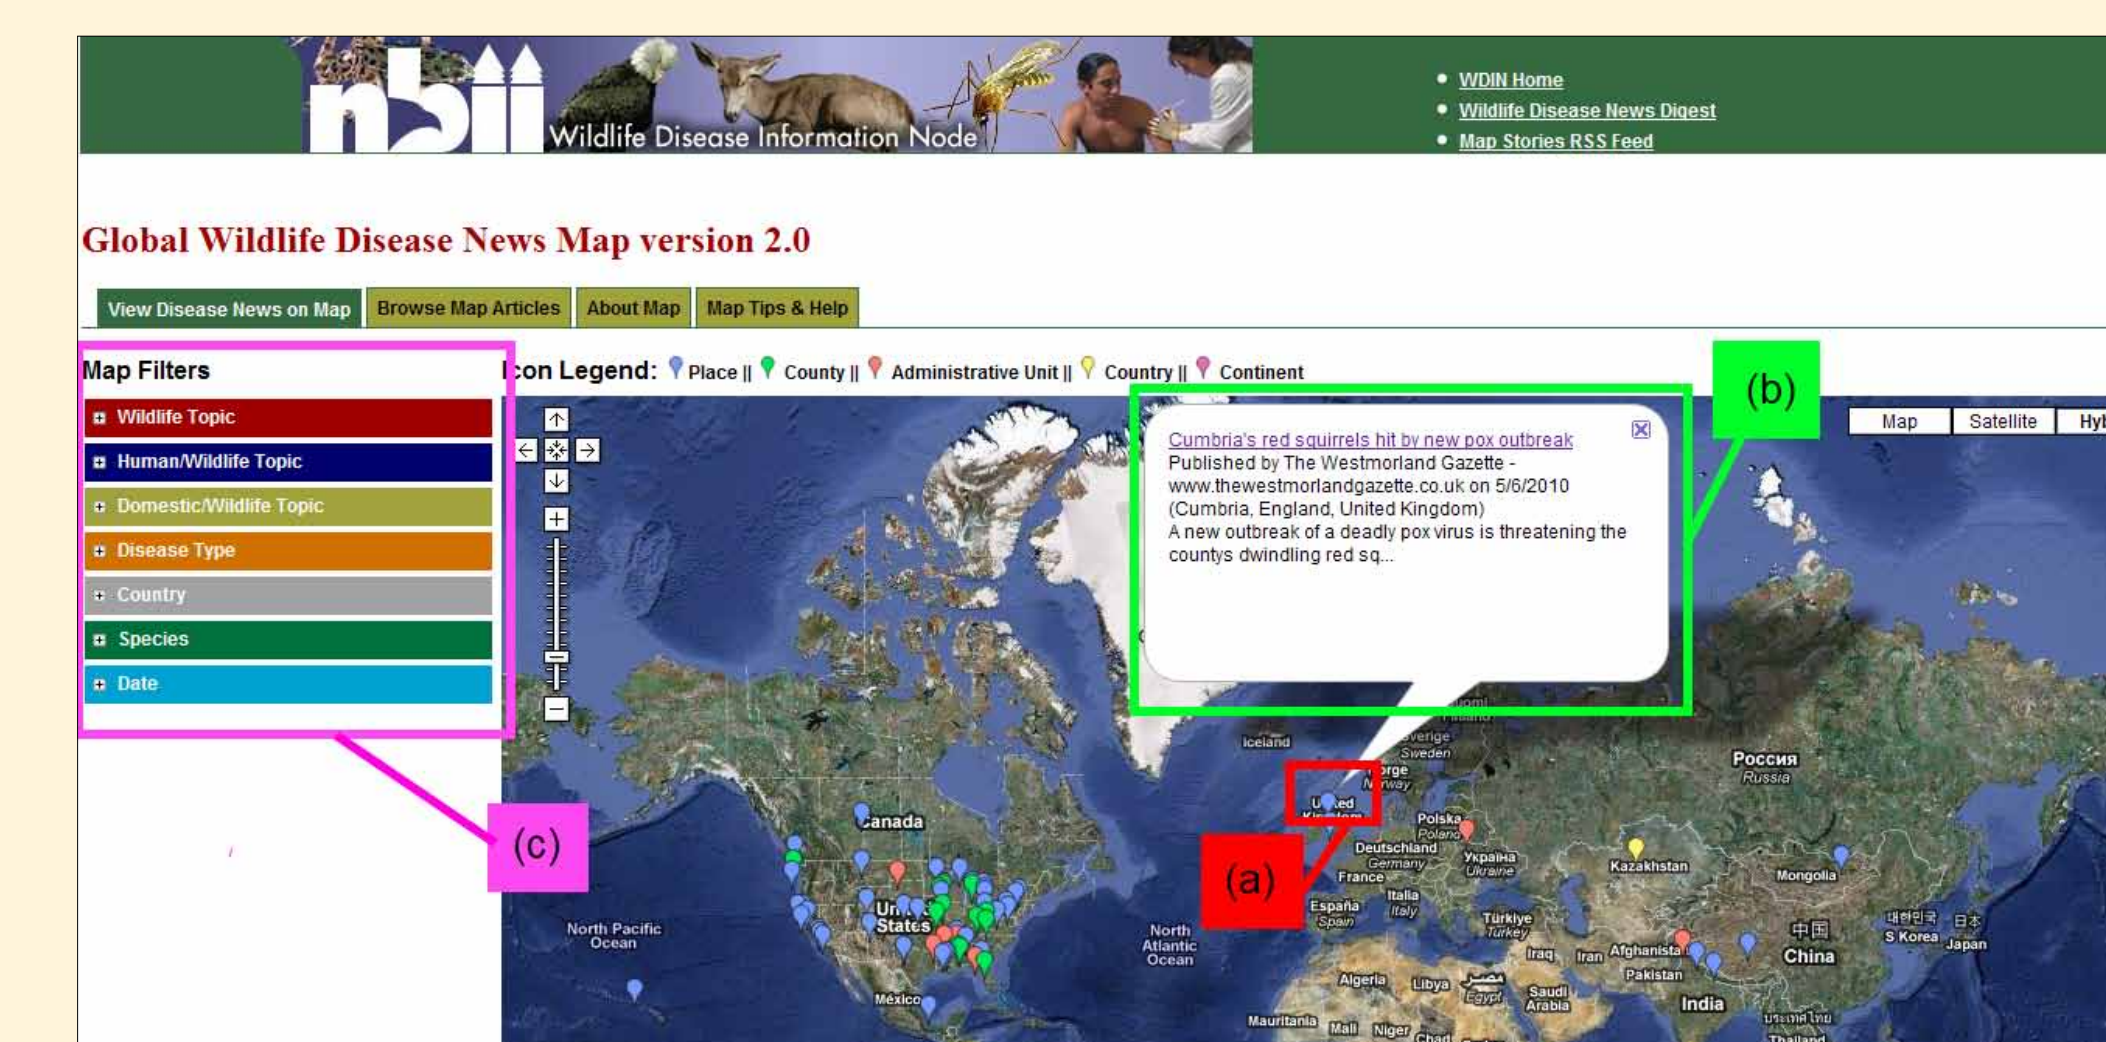 nbii
Wildlife Disease Information Node
WDIN Home
Wildlife Disease News Digest
Map Stories RSS Feed
Global Wildlife Disease News Map version 2.0
View Disease News on Map
Browse Map Articles
About Map
Map Tips & Help
Map Filters
Wildlife Topic
Human/Wildlife Topic
Domestic/Wildlife Topic
Disease Type
Country
Species
Date
(c)
Icon Legend: Place || County || Administrative Unit || Country || Continent
(b)
Map
Satellite
Cumbria's red squirrels hit by new pox outbreak
Published by The Westmorland Gazette -
www.thewestmorlandgazette.co.uk on 5/6/2010
(Cumbria, England, United Kingdom)
A new outbreak of a deadly pox virus is threatening the
countys dwindling red sq...
(a)
Iceland
Sweden
Norway
Россия
Russia
Canada
Polska
Poland
Deutschland
Germany
France
Україна
Ukraine
Kazakhstan
Mongolia
Italia
Italy
España
Spain
Türkiye
Turkey
States
North Pacific
Ocean
North
Atlantic
Ocean
中国
China
대한민국
S Korea
日本
Japan
Iraq
Iran
Pakistan
Algeria
Libya
مصر
Egypt
Saudi
Arabia
India
México
Mauritania
Mali
Niger
Chad
Thailand